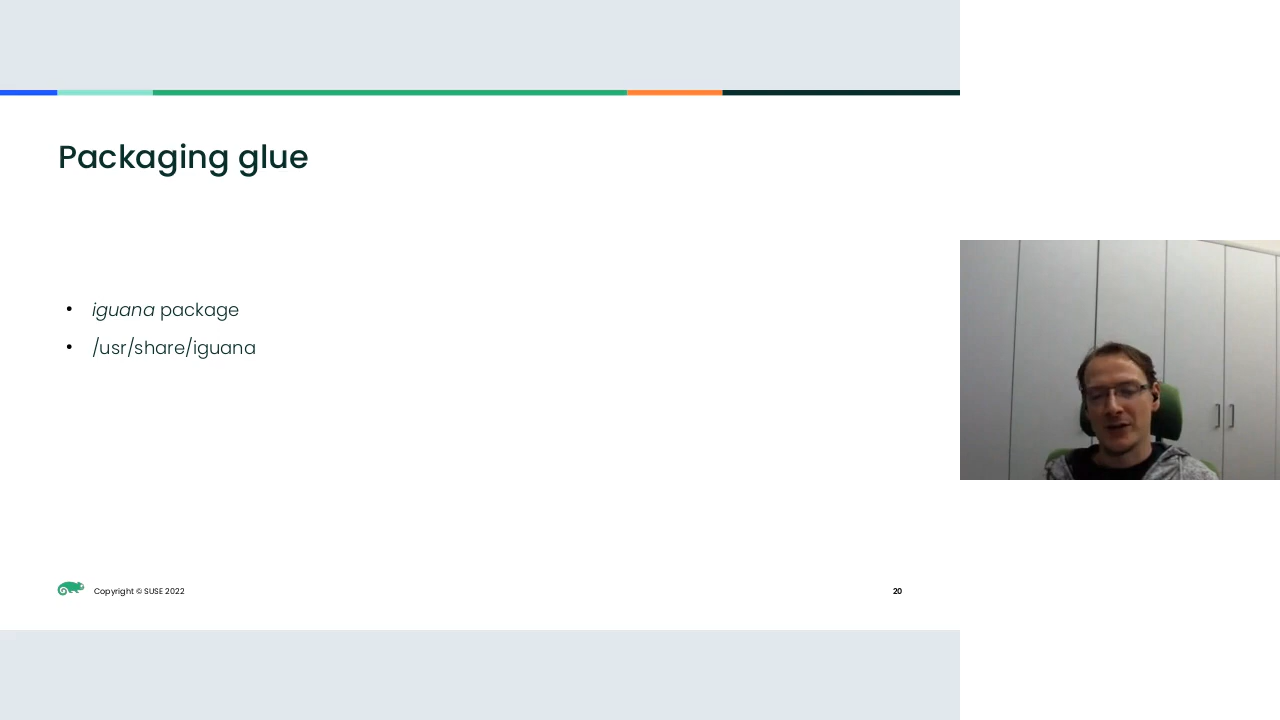 Packaging glue
• iguana package
• /usr/share/iguana
Copyright © SUSE 2022
20